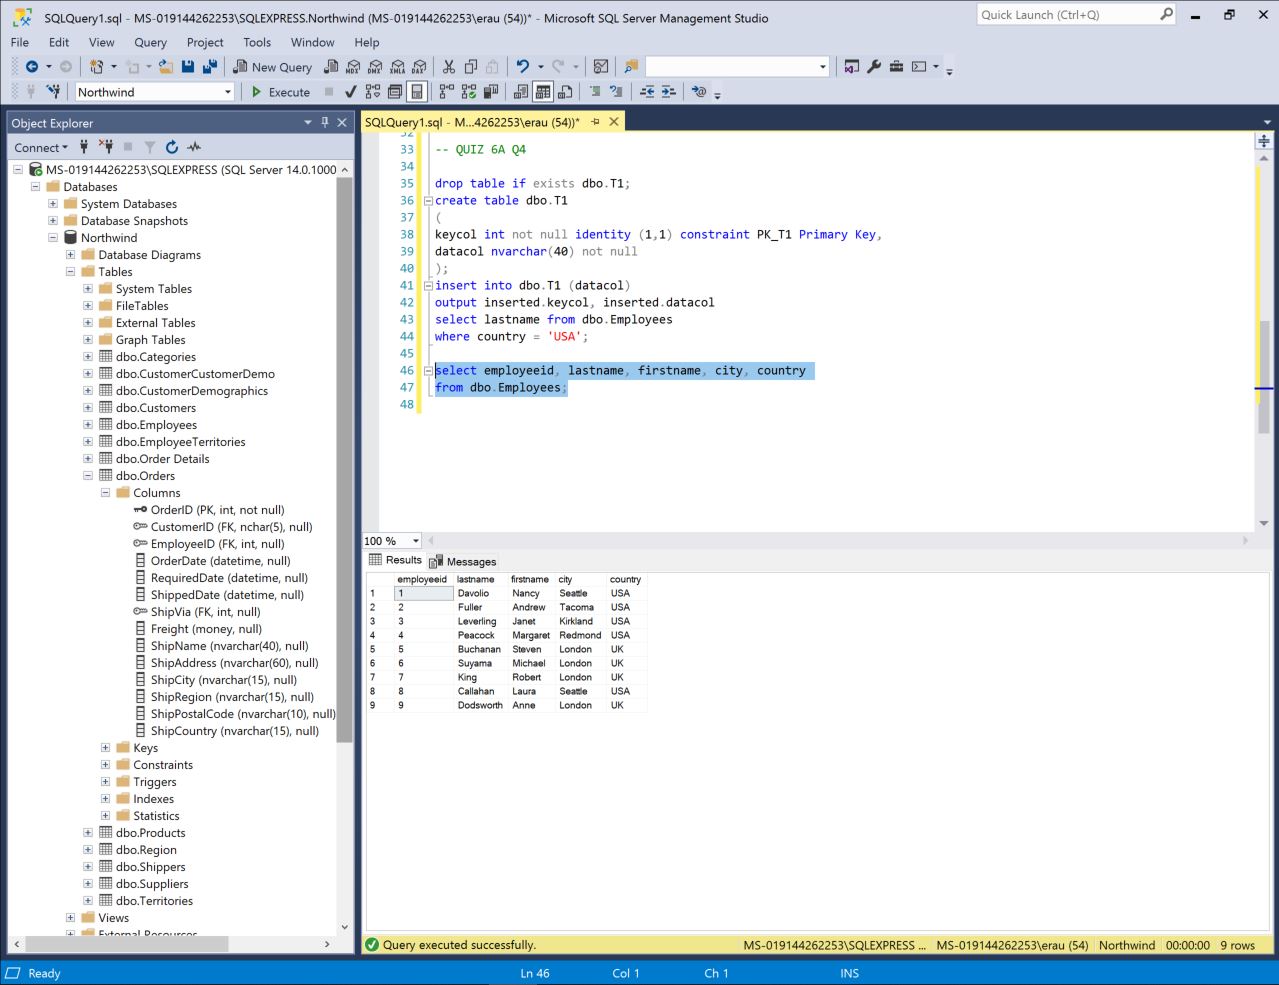 SQLQuery1.sql - MS-019144262253\SQLEXPRESS.Northwind (MS-019144262253\erau (54))* - Microsoft SQL Server Management Studio
Quick Launch (Ctrl+Q)
File Edit View Query Project Tools Window Help
New Query MDX DMX XMLA DAX
Northwind Execute
Object Explorer
SQLQuery1.sql - M...4262253\erau (54))*
Connect
MS-019144262253\SQLEXPRESS (SQL Server 14.0.1000
Databases
System Databases
Database Snapshots
Northwind
Database Diagrams
Tables
System Tables
FileTables
External Tables
Graph Tables
dbo.Categories
dbo.CustomerCustomerDemo
dbo.CustomerDemographics
dbo.Customers
dbo.Employees
dbo.EmployeeTerritories
dbo.Order Details
dbo.Orders
Columns
OrderID (PK, int, not null)
CustomerID (FK, nchar(5), null)
EmployeeID (FK, int, null)
OrderDate (datetime, null)
RequiredDate (datetime, null)
ShippedDate (datetime, null)
ShipVia (FK, int, null)
Freight (money, null)
ShipName (nvarchar(40), null)
ShipAddress (nvarchar(60), null)
ShipCity (nvarchar(15), null)
ShipRegion (nvarchar(15), null)
ShipPostalCode (nvarchar(10), null)
ShipCountry (nvarchar(15), null)
Keys
Constraints
Triggers
Indexes
Statistics
dbo.Products
dbo.Region
dbo.Shippers
dbo.Suppliers
dbo.Territories
Views
External Resources
32
33 -- QUIZ 6A Q4
34
35 drop table if exists dbo.T1;
36 create table dbo.T1
37 (
38 keycol int not null identity (1,1) constraint PK_T1 Primary Key,
39 datacol nvarchar(40) not null
40 );
41 insert into dbo.T1 (datacol)
42 output inserted.keycol, inserted.datacol
43 select lastname from dbo.Employees
44 where country = 'USA';
45
46 select employeeid, lastname, firstname, city, country
47 from dbo.Employees;
48
100 %
Results Messages
employeeid lastname firstname city country
1 1 Davolio Nancy Seattle USA
2 2 Fuller Andrew Tacoma USA
3 3 Leverling Janet Kirkland USA
4 4 Peacock Margaret Redmond USA
5 5 Buchanan Steven London UK
6 6 Suyama Michael London UK
7 7 King Robert London UK
8 8 Callahan Laura Seattle USA
9 9 Dodsworth Anne London UK
Query executed successfully. MS-019144262253\SQLEXPRESS ... MS-019144262253\erau (54) Northwind 00:00:00 9 rows
Ready Ln 46 Col 1 Ch 1 INS